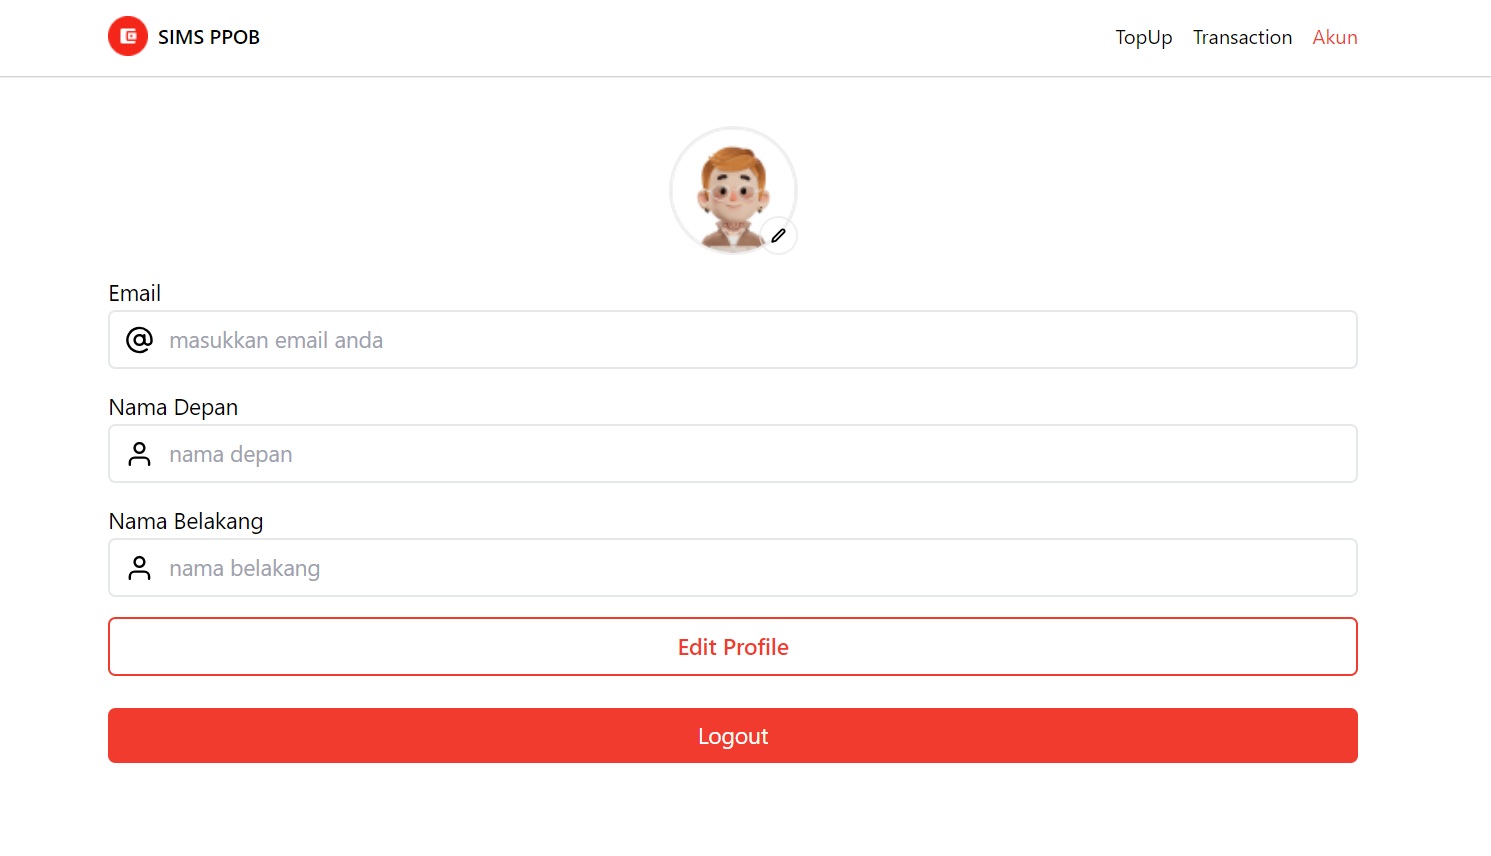 SIMS PPOB
TopUp Transaction Akun
Email
masukkan email anda
Nama Depan
nama depan
Nama Belakang
nama belakang
Edit Profile
Logout